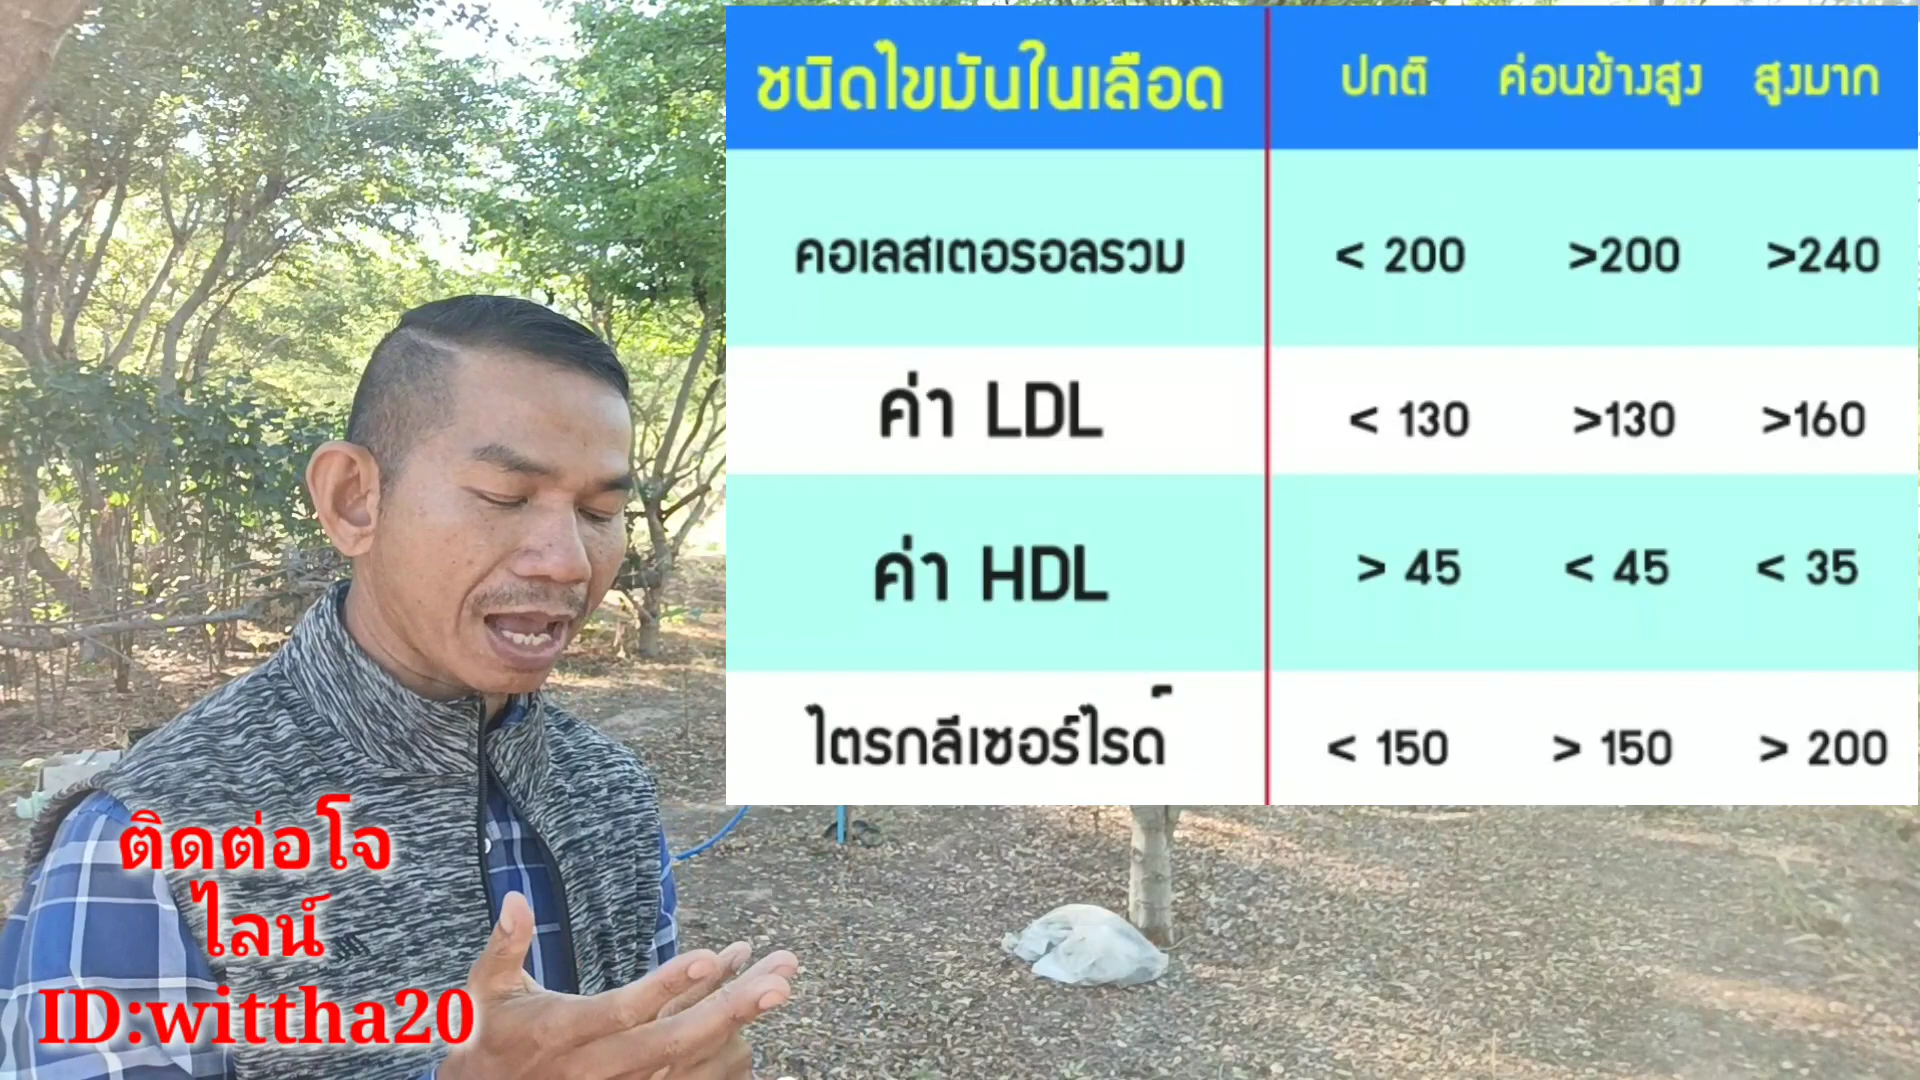 ชนิดไขมันในเลือด ปกติ ค่อนข้างสูง สูงมาก
คอเลสเตอรอลรวม < 200 >200 >240
ค่า LDL < 130 >130 >160
ค่า HDL > 45 < 45 < 35
ไตรกลีเซอร์ไรด์ < 150 > 150 > 200
ติดต่อโจ
ไลน์
ID:wittha20